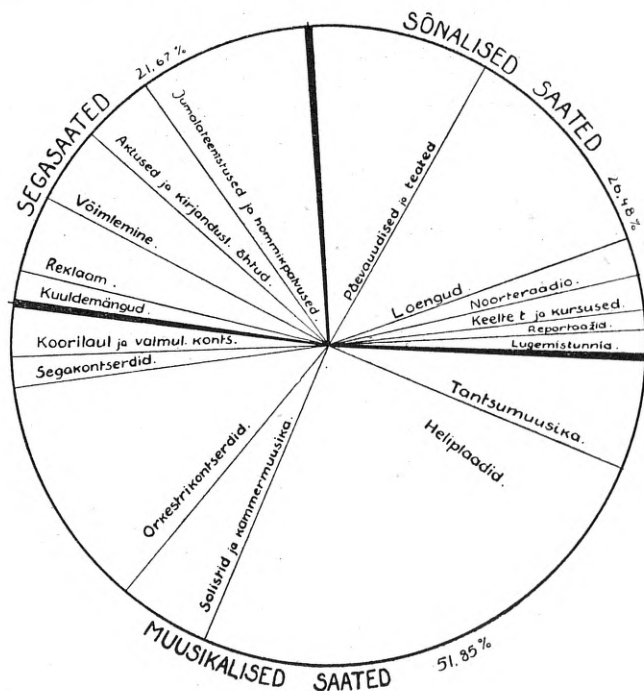 SÕNALISED SAATED
26.48%
Päevauudised ja teated
Loengud
Noorteraadio.
Keelte t. ja kursused.
Reportaažid.
Lugemistunnid.
Tantsumuusika.
Heliplaadid.
MUUSIKALISED SAATED
51.85%
Solistid ja kammermuusika.
Orkestrikontserdid.
Segakontserdid.
Koorilaul ja valmul. konts.
Kuuldemängud.
Reklaam.
Võimlemine.
Aktused ja kirjandusl. õhtud.
Jumalateenistused ja hommikpalvused.
SEGASAATED
21.67%